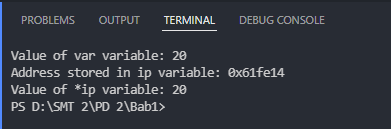 PROBLEMS OUTPUT TERMINAL DEBUG CONSOLE
Value of var variable: 20
Address stored in ip variable: 0x61fe14
Value of *ip variable: 20
PS D:\SMT 2\PD 2\Bab1>